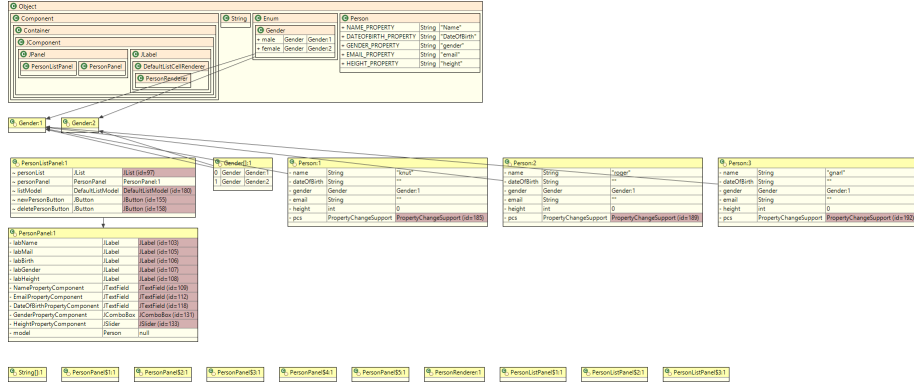 Object
Component
Container
JComponent
JPanel
PersonListPanel
PersonPanel
JLabel
DefaultListCellRenderer
PersonRenderer
String
Enum
Gender
+ male Gender Gender:1
+ female Gender Gender:2
Person
+ NAME_PROPERTY String "Name"
+ DATEOFBIRTH_PROPERTY String "DateOfBirth"
+ GENDER_PROPERTY String "gender"
+ EMAIL_PROPERTY String "email"
+ HEIGHT_PROPERTY String "height"
Gender:1
Gender:2
PersonListPanel:1
~ personList JList JList (id=97)
~ personPanel PersonPanel PersonPanel:1
~ listModel DefaultListModel DefaultListModel (id=180)
~ newPersonButton JButton JButton (id=155)
~ deletePersonButton JButton JButton (id=158)
Gender[]:1
0 Gender Gender:1
1 Gender Gender:2
Person:1
- name String "knut"
- dateOfBirth String ""
- gender Gender Gender:1
- email String ""
- height int 0
- pcs PropertyChangeSupport PropertyChangeSupport (id=185)
Person:2
- name String "roger"
- dateOfBirth String ""
- gender Gender Gender:1
- email String ""
- height int 0
- pcs PropertyChangeSupport PropertyChangeSupport (id=189)
Person:3
- name String "gnarl"
- dateOfBirth String ""
- gender Gender Gender:1
- email String ""
- height int 0
- pcs PropertyChangeSupport PropertyChangeSupport (id=192)
PersonPanel:1
- labName JLabel JLabel (id=103)
- labMail JLabel JLabel (id=105)
- labBirth JLabel JLabel (id=106)
- labGender JLabel JLabel (id=107)
- labHeight JLabel JLabel (id=108)
- NamePropertyComponent JTextField JTextField (id=109)
- EmailPropertyComponent JTextField JTextField (id=112)
- DateOfBirthPropertyComponent JTextField JTextField (id=118)
- GenderPropertyComponent JComboBox JComboBox (id=131)
- HeightPropertyComponent JSlider JSlider (id=133)
- model Person null
String[]:1
PersonPanel$1:1
PersonPanel$2:1
PersonPanel$3:1
PersonPanel$4:1
PersonPanel$5:1
PersonRenderer:1
PersonListPanel$1:1
PersonListPanel$2:1
PersonListPanel$3:1